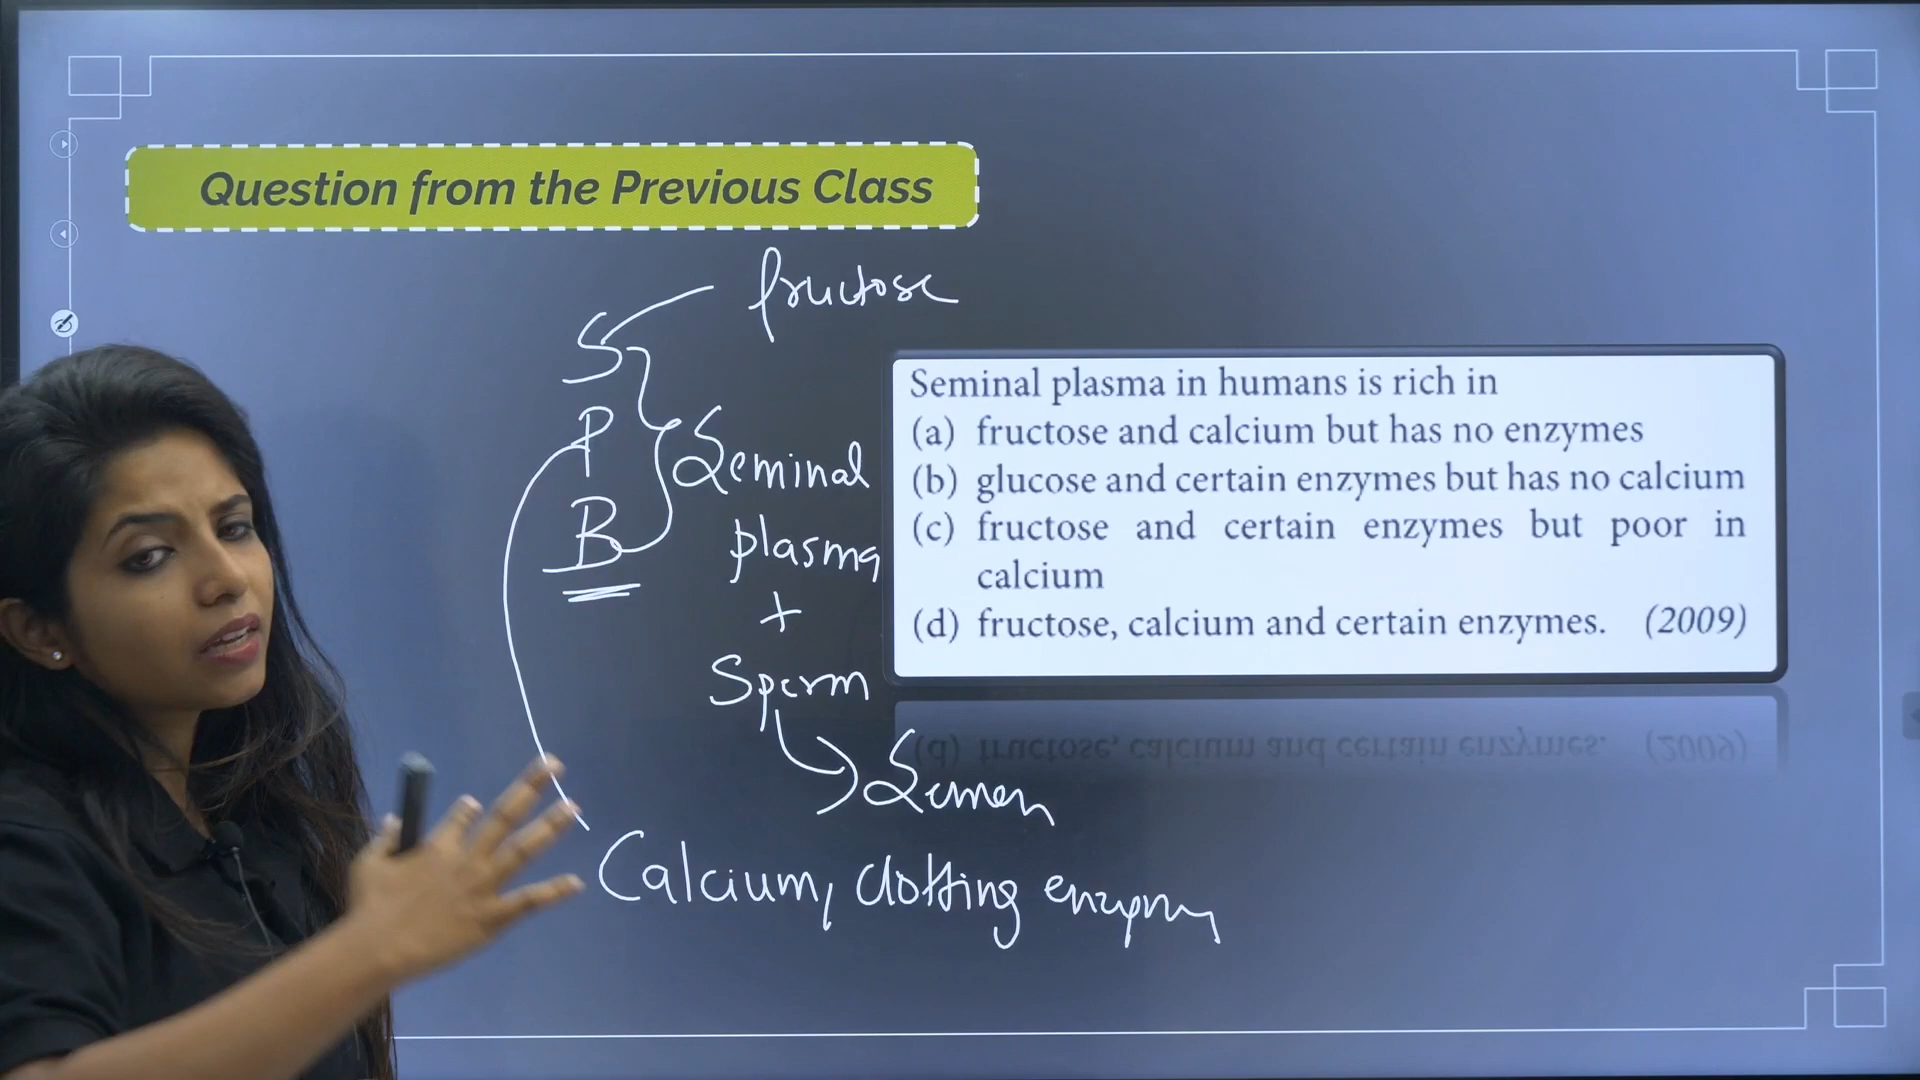 Question from the Previous Class
fructose
S
P
B
Seminal
plasma
+
Sperm
Semen
Calcium, clotting enzymes
Seminal plasma in humans is rich in
(a) fructose and calcium but has no enzymes
(b) glucose and certain enzymes but has no calcium
(c) fructose and certain enzymes but poor in
calcium
(d) fructose, calcium and certain enzymes. (2009)